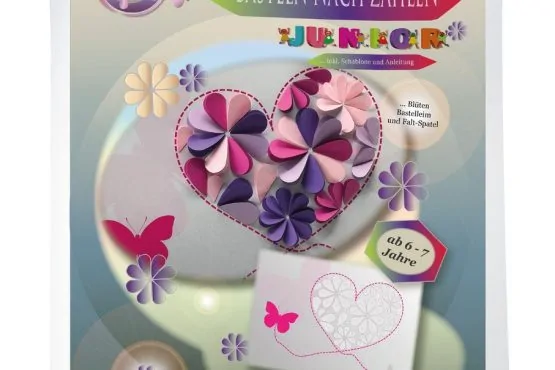 BASTELN NACH ZAHLEN
JUNIOR
inkl. Schablone und Anleitung
... Blüten
Bastelleim
und Falt-Spatel
ab 6 - 7
Jahre